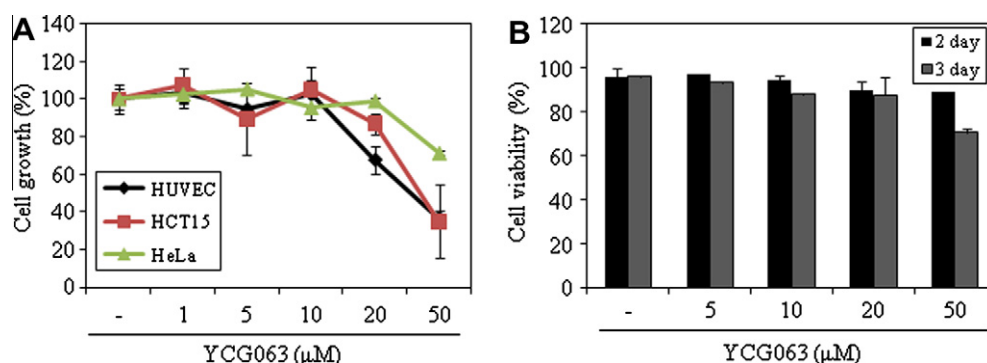 A
140
120
100
80
60
40
20
0
Cell growth (%)
HUVEC
HCT15
HeLa
- 1 5 10 20 50
YCG063 (μM)
B
120
100
80
60
40
20
0
Cell viability (%)
2 day
3 day
- 5 10 20 50
YCG063 (μM)